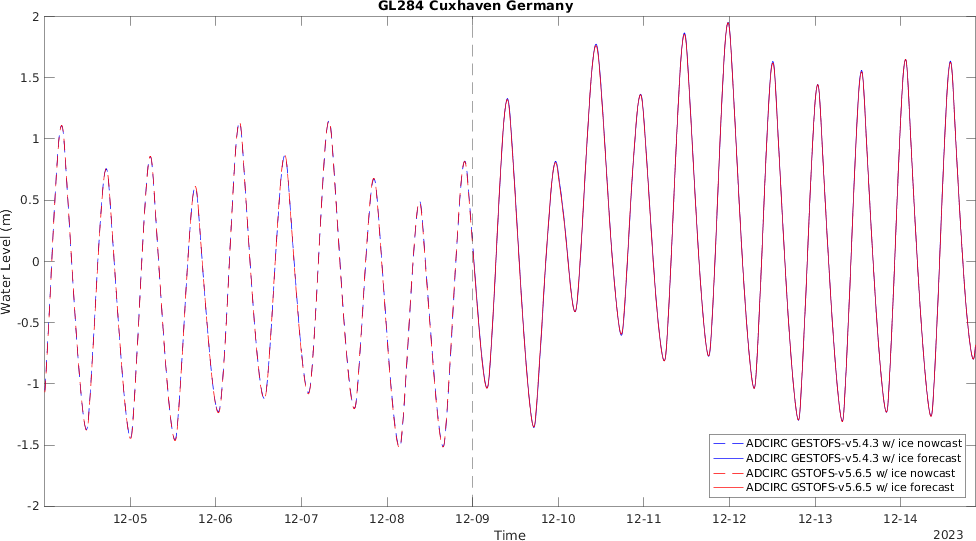 GL284 Cuxhaven Germany
2
1.5
1
0.5
0
-0.5
-1
-1.5
-2
Water Level (m)
12-05 12-06 12-07 12-08 12-09 12-10 12-11 12-12 12-13 12-14
Time
2023
ADCIRC GESTOFS-v5.4.3 w/ ice nowcast
ADCIRC GESTOFS-v5.4.3 w/ ice forecast
ADCIRC GSTOFS-v5.6.5 w/ ice nowcast
ADCIRC GSTOFS-v5.6.5 w/ ice forecast